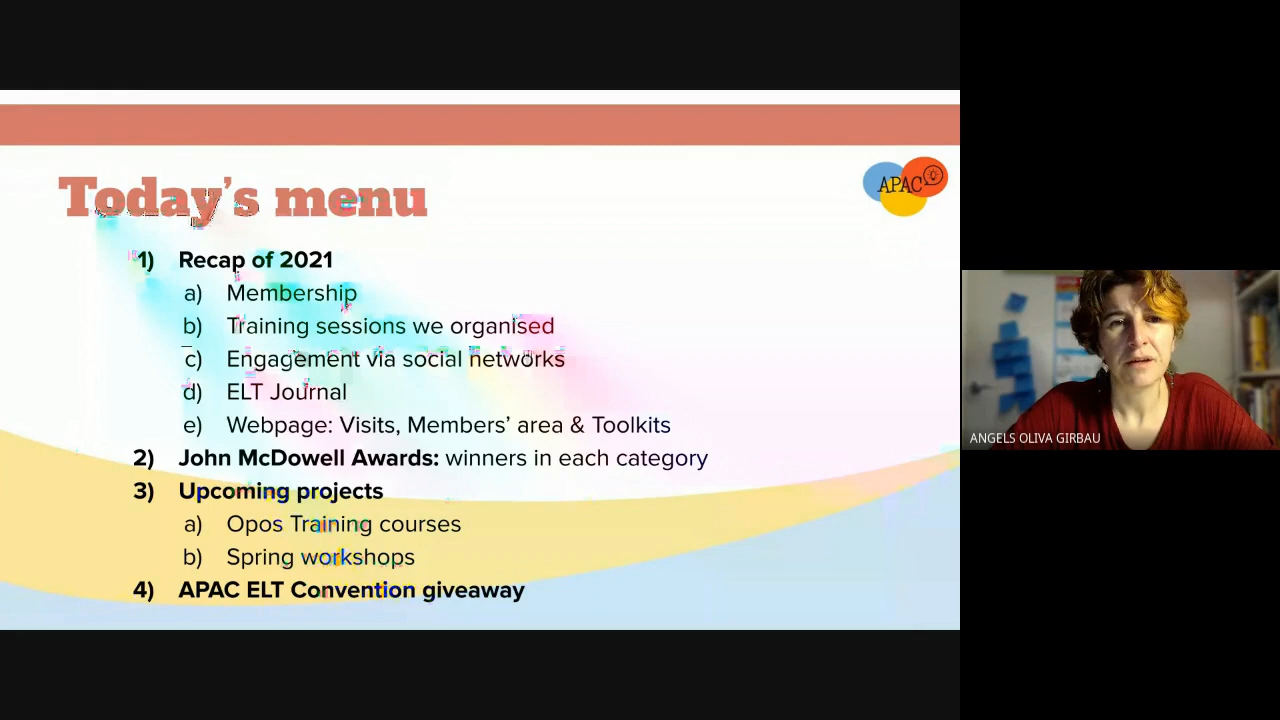 Today's menu
APAC
1) Recap of 2021
a) Membership
b) Training sessions we organised
c) Engagement via social networks
d) ELT Journal
e) Webpage: Visits, Members' area & Toolkits
2) John McDowell Awards: winners in each category
3) Upcoming projects
a) Opos Training courses
b) Spring workshops
4) APAC ELT Convention giveaway
ANGELS OLIVA GIRBAU